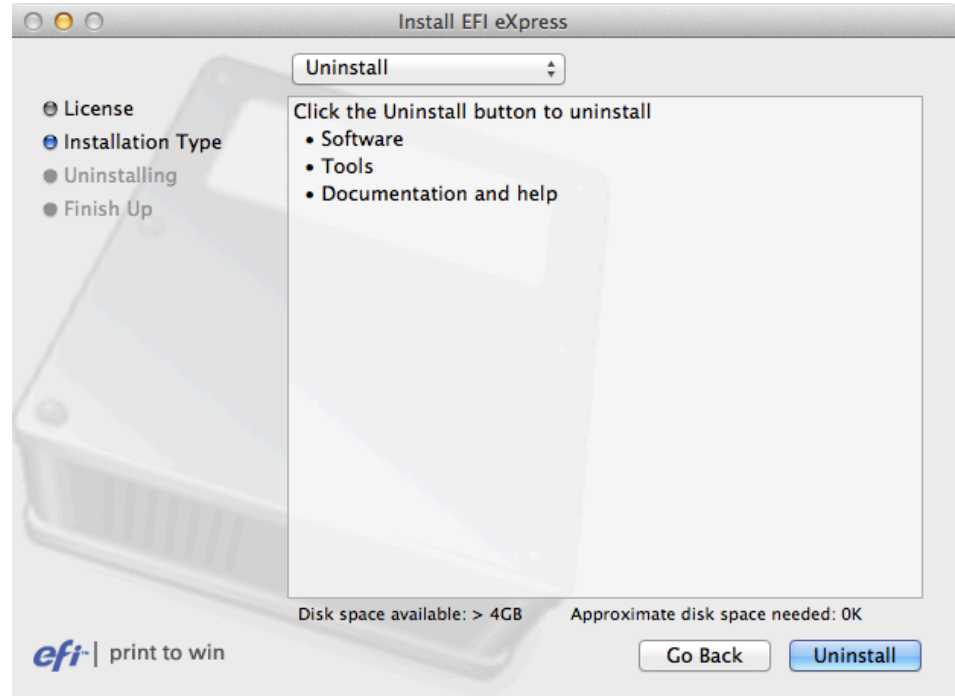 Install EFI eXpress
Uninstall
License
Installation Type
Uninstalling
Finish Up
Click the Uninstall button to uninstall
• Software
• Tools
• Documentation and help
Disk space available: > 4GB Approximate disk space needed: 0K
efi™ | print to win
Go Back Uninstall